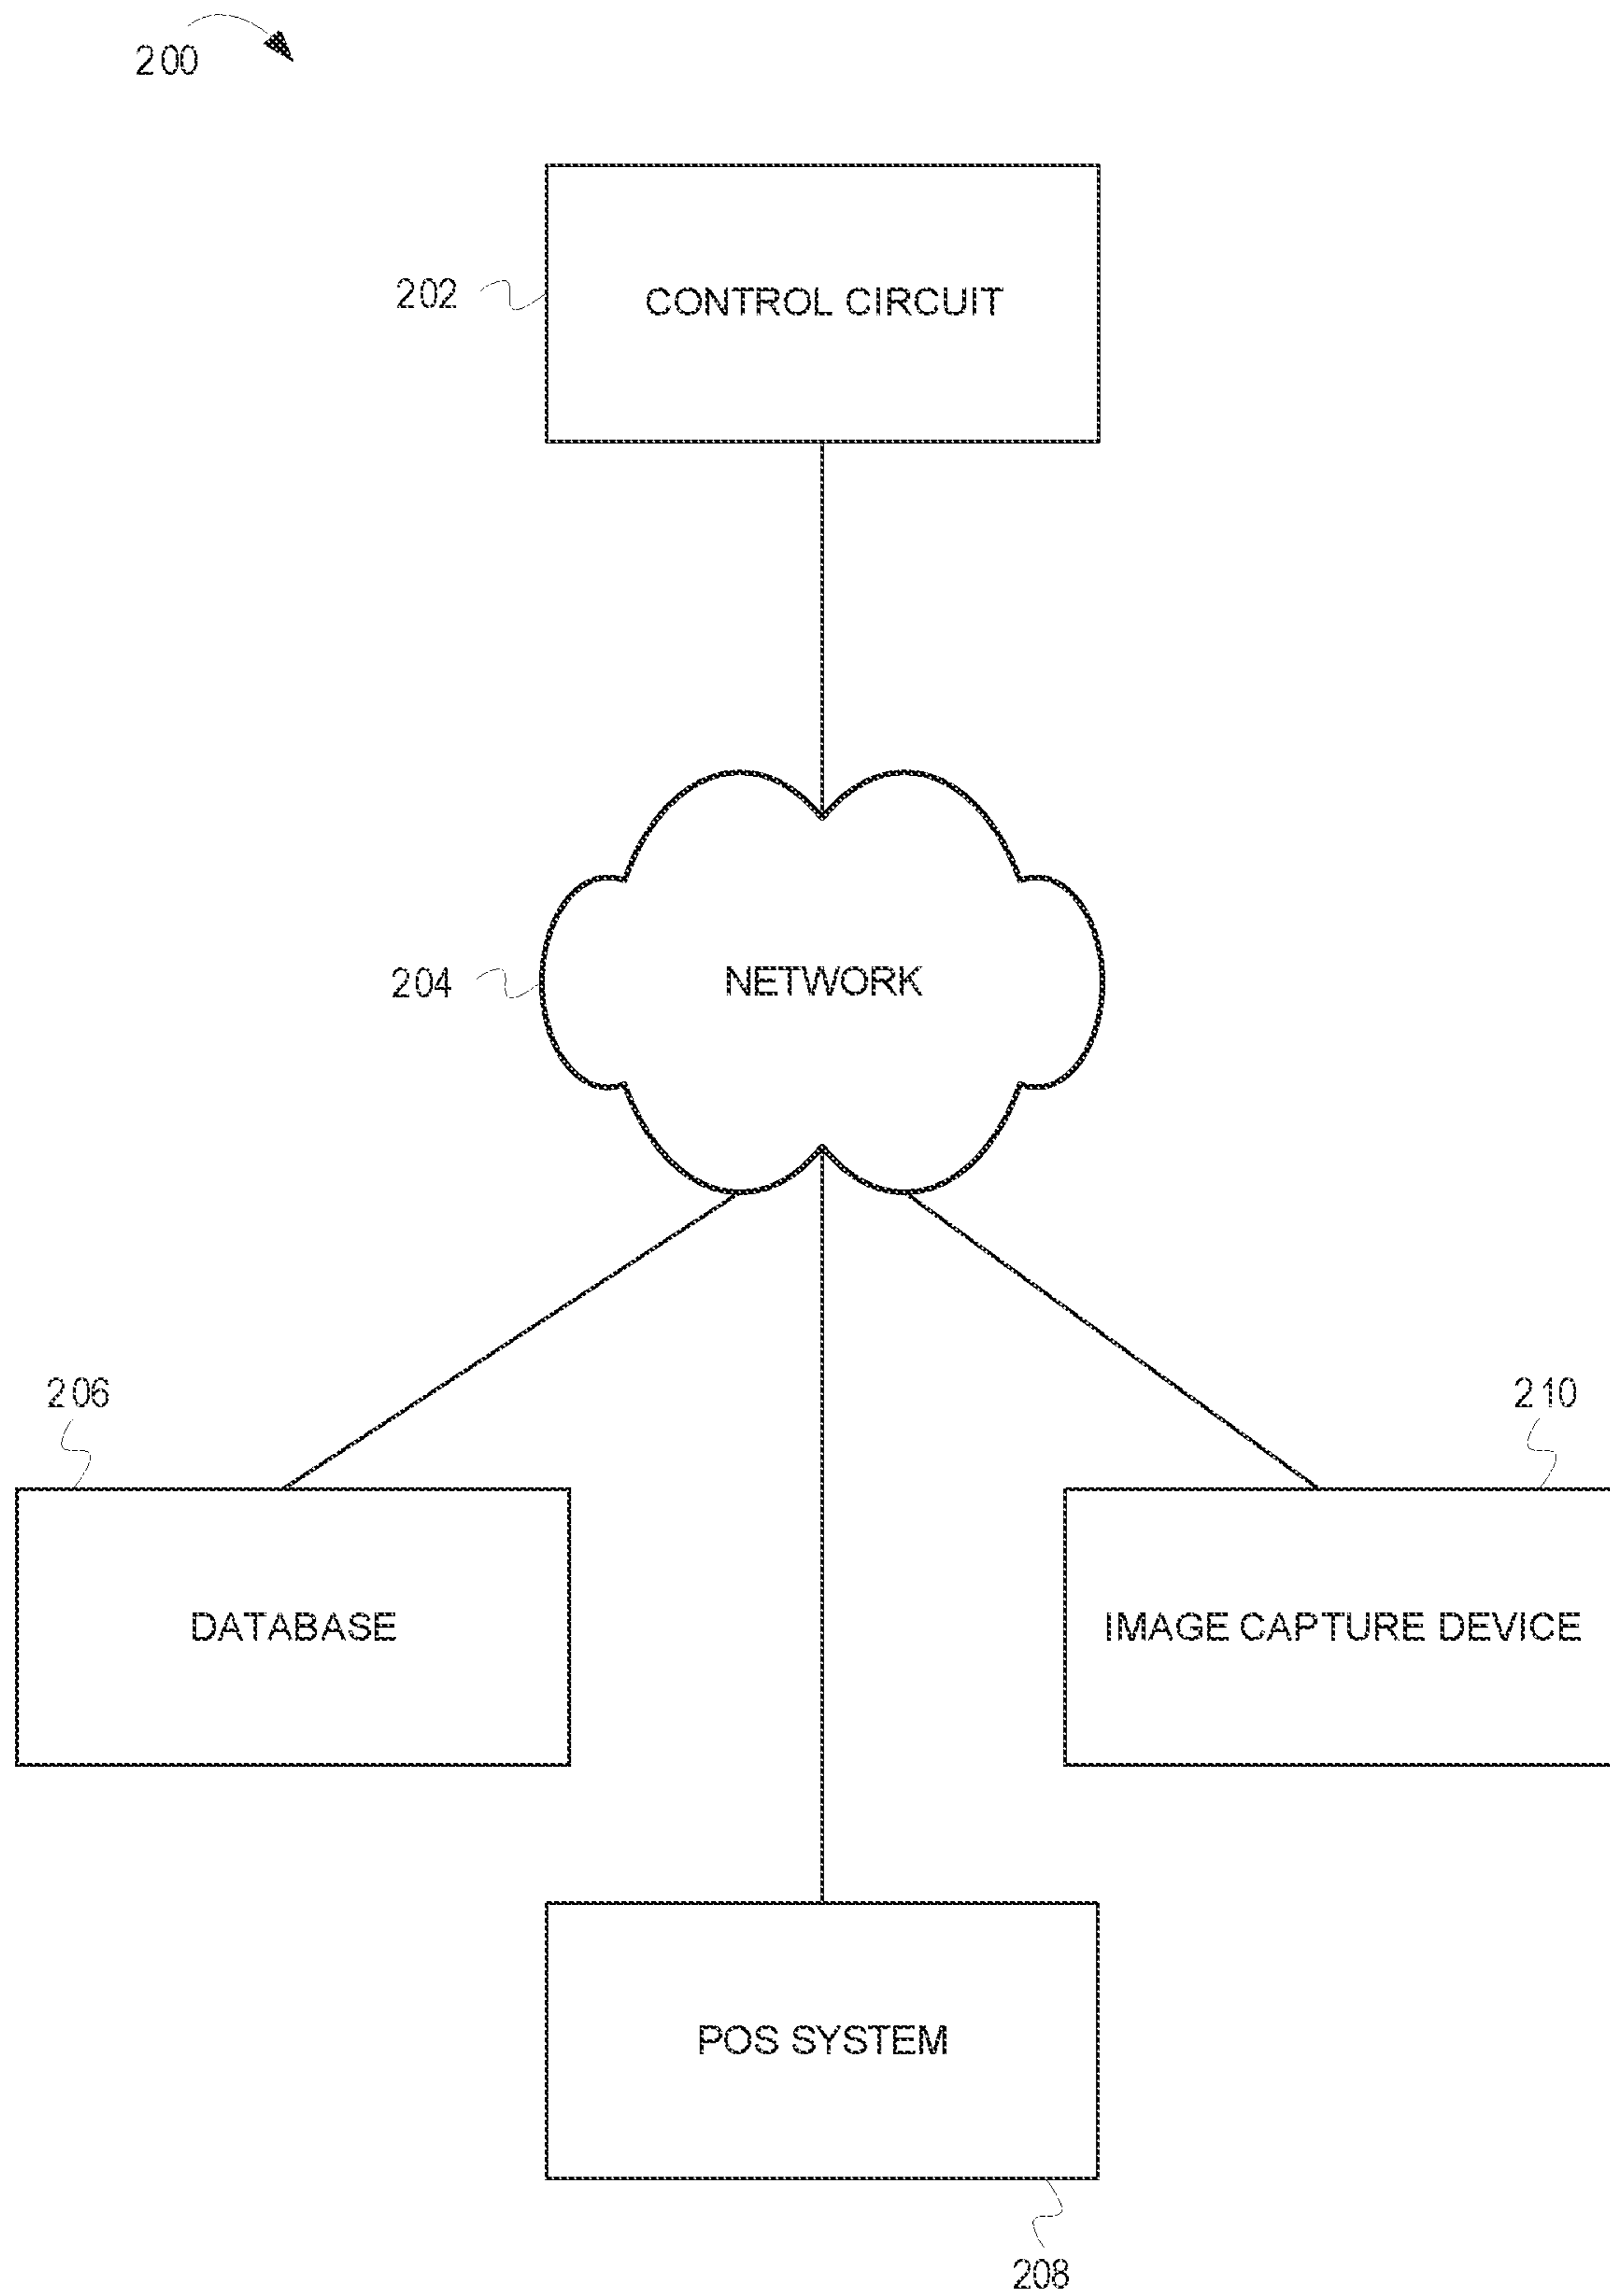 200
202
CONTROL CIRCUIT
204
NETWORK
206
210
DATABASE
IMAGE CAPTURE DEVICE
POS SYSTEM
208